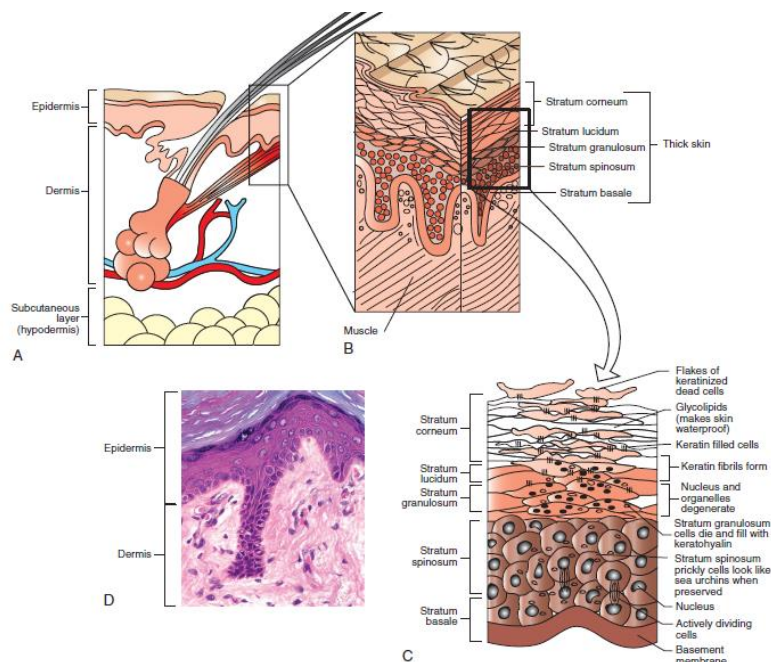 Epidermis
Dermis
Subcutaneous
layer
(hypodermis)
A
Stratum corneum
Stratum lucidum
Stratum granulosum
Stratum spinosum
Stratum basale
Thick skin
Muscle
B
Epidermis
Dermis
D
Stratum
corneum
Stratum
lucidum
Stratum
granulosum
Stratum
spinosum
Stratum
basale
Flakes of
keratinized
dead cells
Glycolipids
(makes skin
waterproof)
Keratin filled cells
Keratin fibrils form
Nucleus and
organelles
degenerate
Stratum granulosum
cells die and fill with
keratohyalin
Stratum spinosum
prickly cells look like
sea urchins when
preserved
Nucleus
Actively dividing
cells
Basement
membrane
C